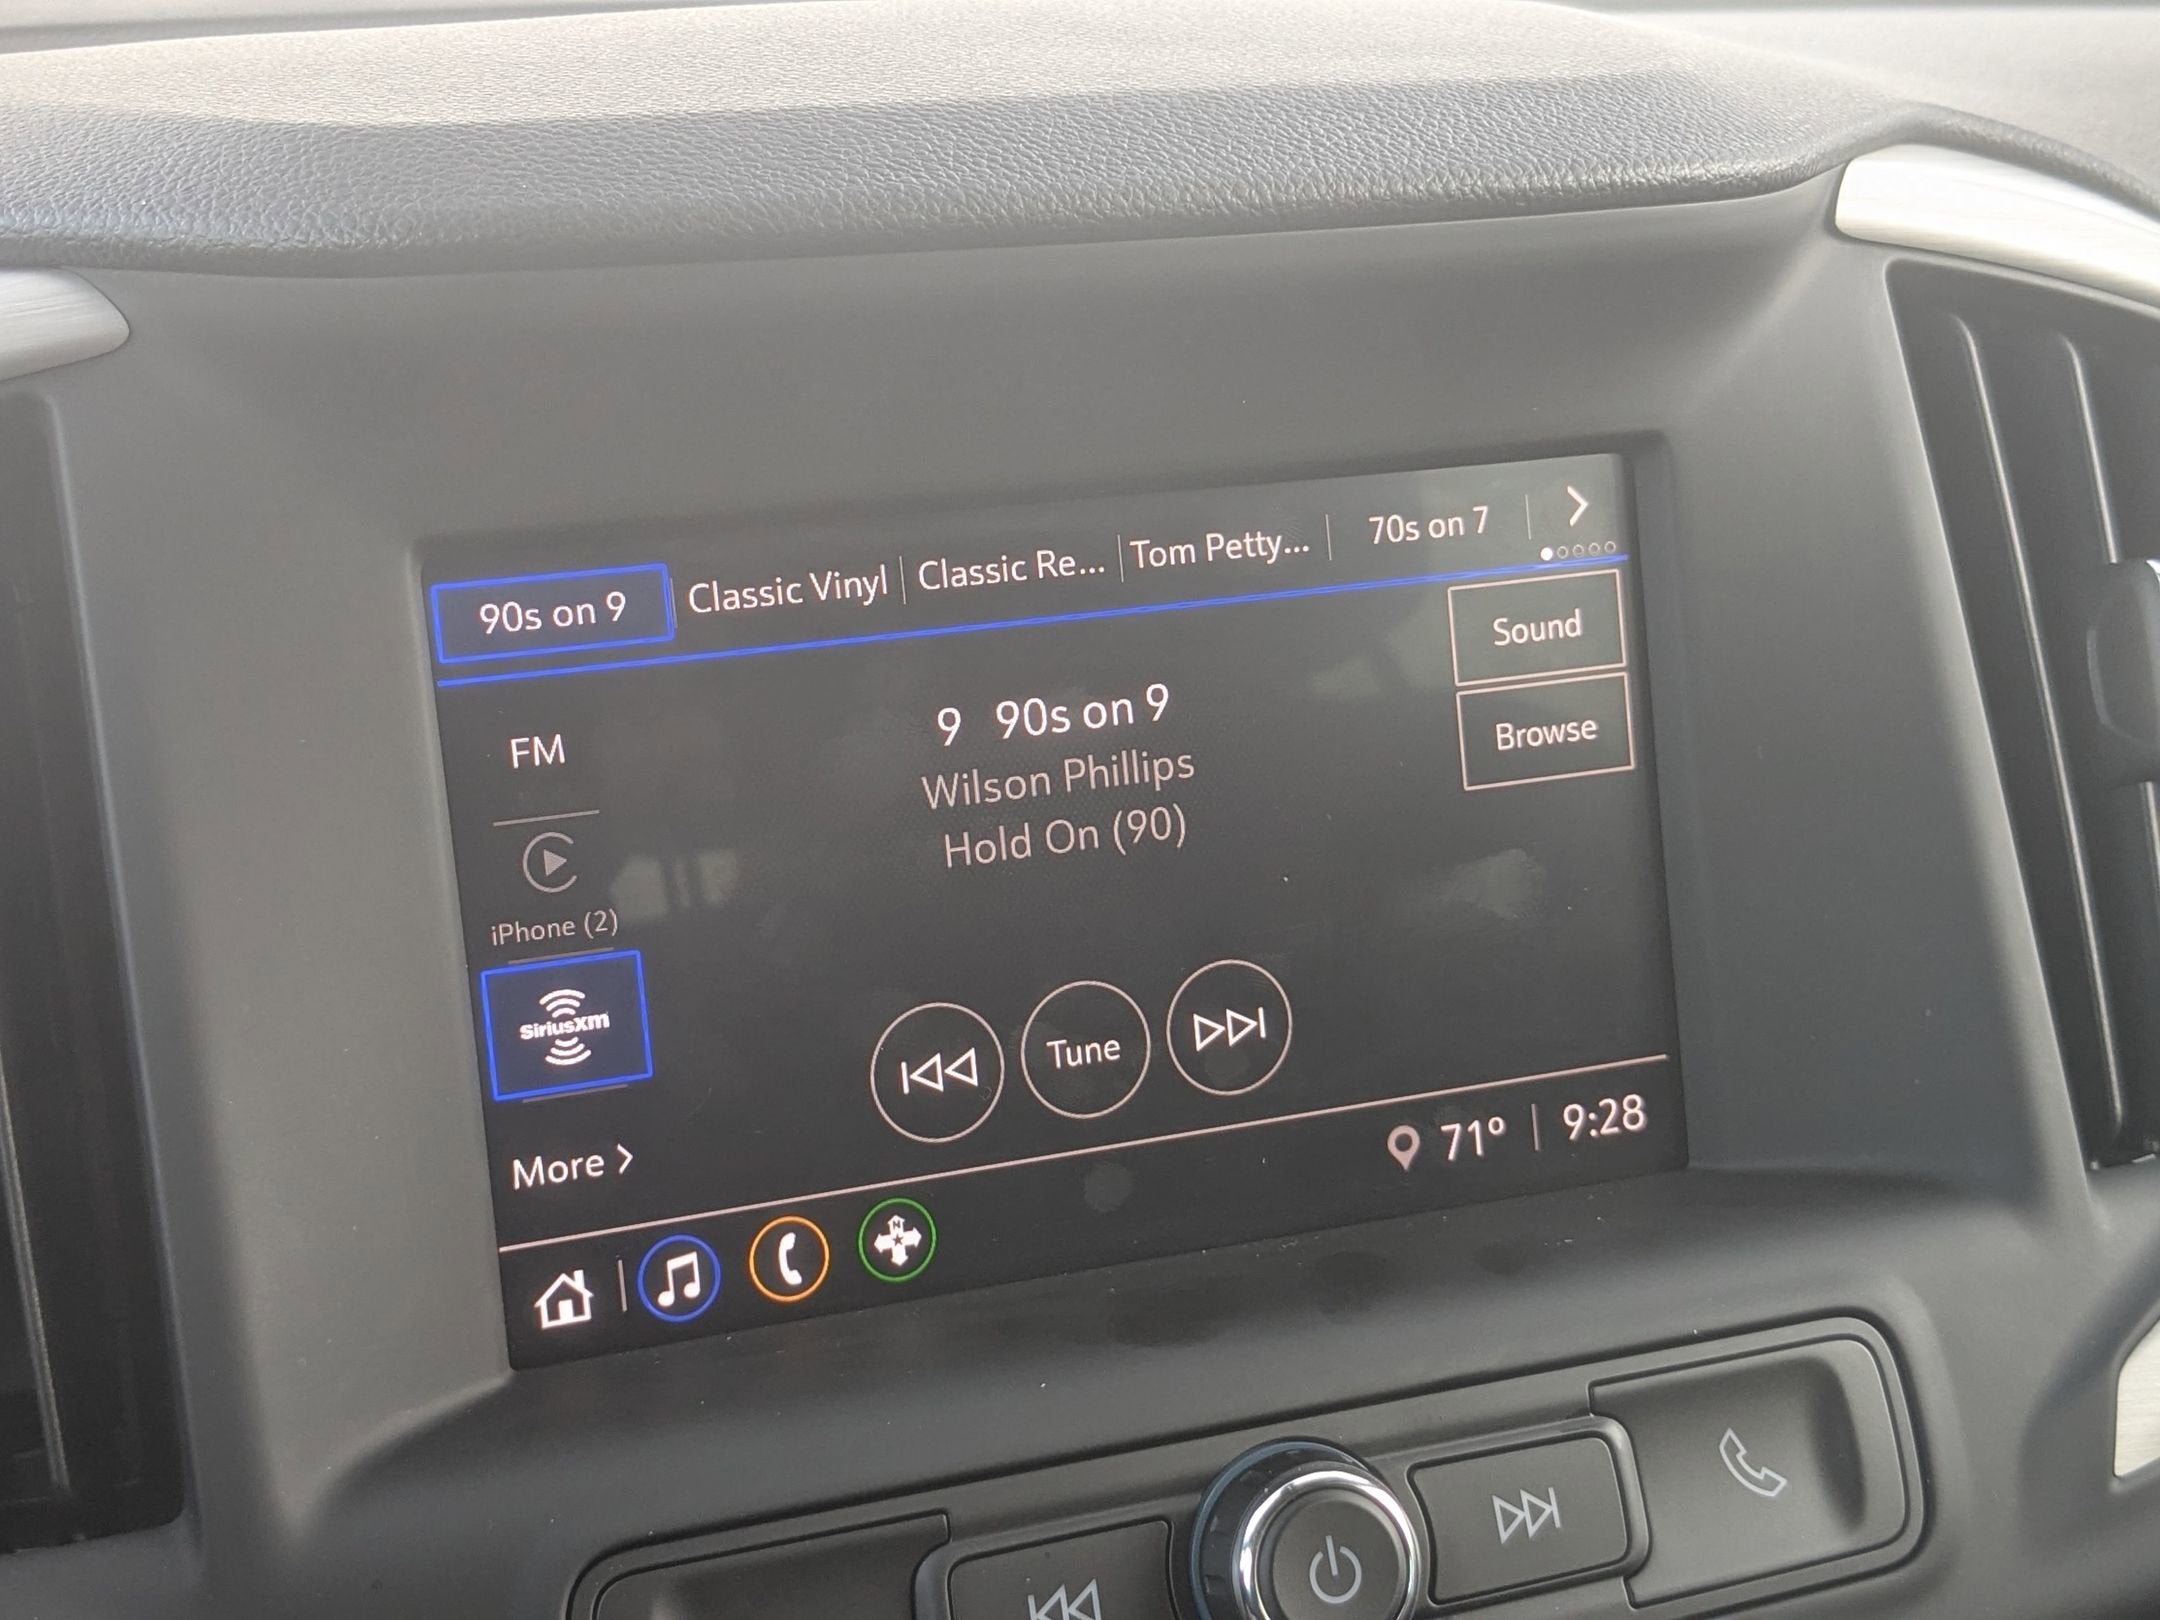 90s on 9
Classic Vinyl
Classic Re...
Tom Petty...
70s on 7
Sound
Browse
FM
9 90s on 9
Wilson Phillips
Hold On (90)
iPhone (2)
SiriusXm
Tune
More >
71° | 9:28
N